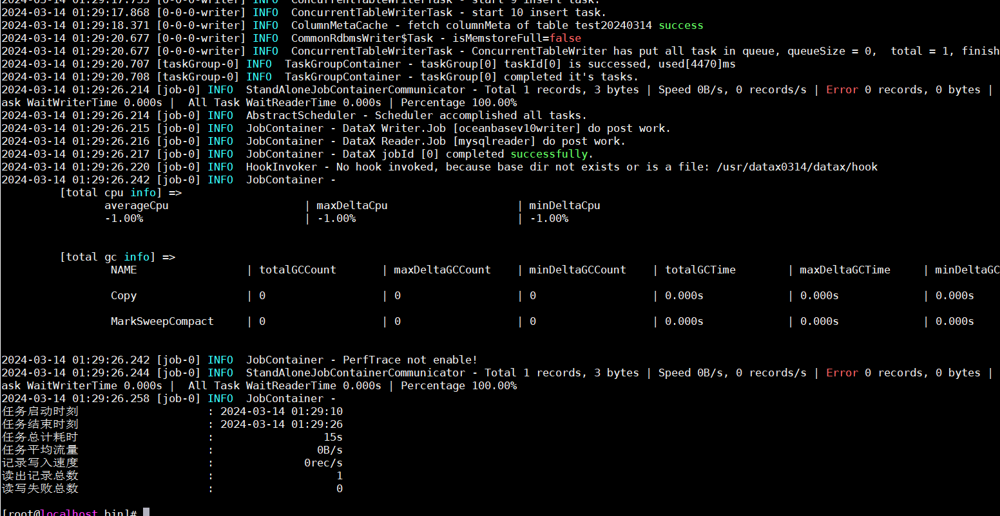 2024-03-14 01:29:17.733 [0-0-0-writer] INFO  ConcurrentTableWriterTask - start 9 insert task.
2024-03-14 01:29:17.868 [0-0-0-writer] INFO  ConcurrentTableWriterTask - start 10 insert task.
2024-03-14 01:29:18.371 [0-0-0-writer] INFO  ColumnMetaCache - fetch columnMeta of table test20240314 success
2024-03-14 01:29:20.677 [0-0-0-writer] INFO  CommonRdbmsWriter$Task - isMemstoreFull=false
2024-03-14 01:29:20.677 [0-0-0-writer] INFO  ConcurrentTableWriterTask - ConcurrentTableWriter has put all task in queue, queueSize = 0,  total = 1, finish
2024-03-14 01:29:20.707 [taskGroup-0] INFO  TaskGroupContainer - taskGroup[0] taskId[0] is successed, used[4470]ms
2024-03-14 01:29:20.708 [taskGroup-0] INFO  TaskGroupContainer - taskGroup[0] completed it's tasks.
2024-03-14 01:29:26.214 [job-0] INFO  StandAloneJobContainerCommunicator - Total 1 records, 3 bytes | Speed 0B/s, 0 records/s | Error 0 records, 0 bytes |
ask WaitWriterTime 0.000s |  All Task WaitReaderTime 0.000s | Percentage 100.00%
2024-03-14 01:29:26.214 [job-0] INFO  AbstractScheduler - Scheduler accomplished all tasks.
2024-03-14 01:29:26.215 [job-0] INFO  JobContainer - DataX Writer.Job [oceanbasev10writer] do post work.
2024-03-14 01:29:26.216 [job-0] INFO  JobContainer - DataX Reader.Job [mysqlreader] do post work.
2024-03-14 01:29:26.217 [job-0] INFO  JobContainer - DataX jobId [0] completed successfully.
2024-03-14 01:29:26.220 [job-0] INFO  HookInvoker - No hook invoked, because base dir not exists or is a file: /usr/datax0314/datax/hook
2024-03-14 01:29:26.242 [job-0] INFO  JobContainer -
[total cpu info] =>
averageCpu | maxDeltaCpu | minDeltaCpu
-1.00% | -1.00% | -1.00%
[total gc info] =>
NAME | totalGCCount | maxDeltaGCCount | minDeltaGCCount | totalGCTime | maxDeltaGCTime | minDeltaGC
Copy | 0 | 0 | 0 | 0.000s | 0.000s | 0.000s
MarkSweepCompact | 0 | 0 | 0 | 0.000s | 0.000s | 0.000s
2024-03-14 01:29:26.242 [job-0] INFO  JobContainer - PerfTrace not enable!
2024-03-14 01:29:26.244 [job-0] INFO  StandAloneJobContainerCommunicator - Total 1 records, 3 bytes | Speed 0B/s, 0 records/s | Error 0 records, 0 bytes |
ask WaitWriterTime 0.000s |  All Task WaitReaderTime 0.000s | Percentage 100.00%
2024-03-14 01:29:26.258 [job-0] INFO  JobContainer -
任务启动时刻 : 2024-03-14 01:29:10
任务结束时刻 : 2024-03-14 01:29:26
任务总计耗时 : 15s
任务平均流量 : 0B/s
记录写入速度 : 0rec/s
读出记录总数 : 1
读写失败总数 : 0
[root@localhost bin]#